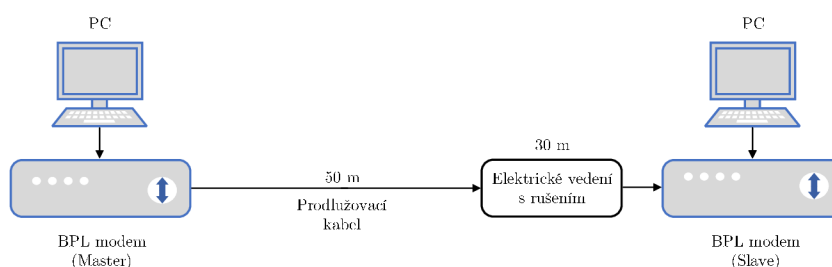 PC
PC
50 m
Prodlužovací
kabel
30 m
Elektrické vedení
s rušením
BPL modem
(Master)
BPL modem
(Slave)